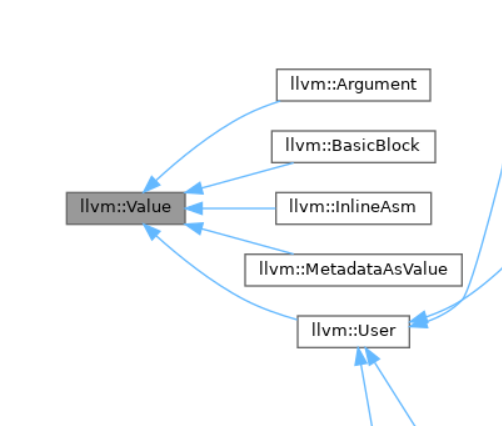 llvm::Argument
llvm::BasicBlock
llvm::Value
llvm::InlineAsm
llvm::MetadataAsValue
llvm::User